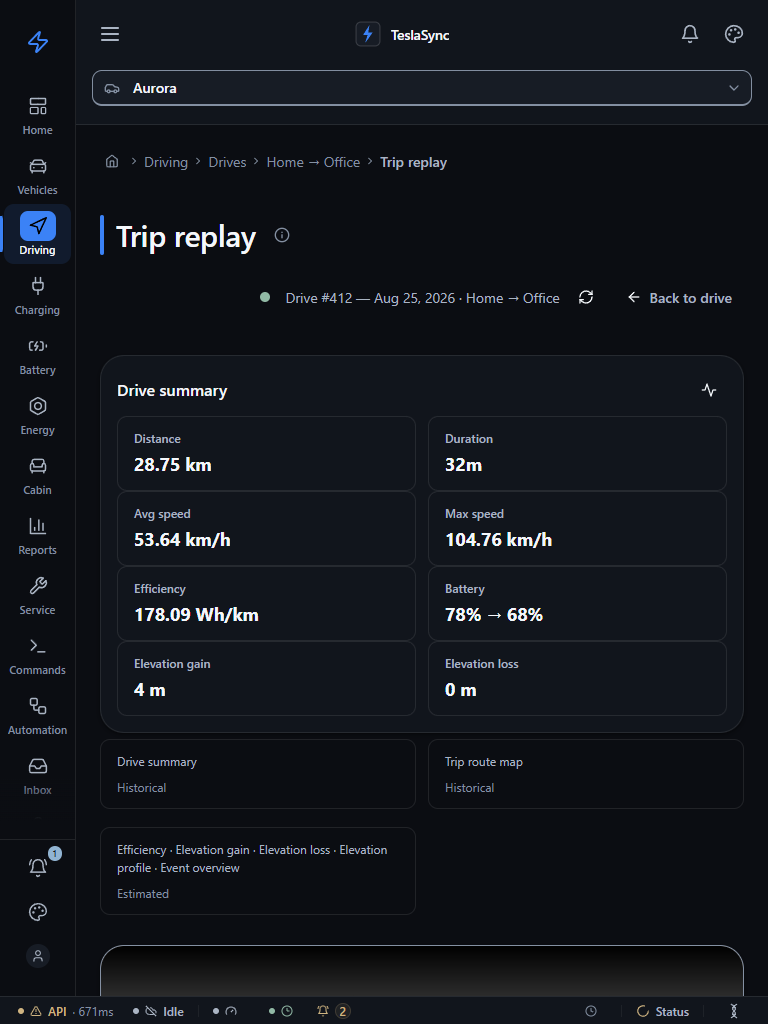 TeslaSync
Aurora
Home
Vehicles
Driving
Charging
Battery
Energy
Cabin
Reports
Service
Commands
Automation
Inbox
1
Driving › Drives › Home → Office › Trip replay
Trip replay
Drive #412 — Aug 25, 2026 · Home → Office
Back to drive
Drive summary
Distance
28.75 km
Duration
32m
Avg speed
53.64 km/h
Max speed
104.76 km/h
Efficiency
178.09 Wh/km
Battery
78% → 68%
Elevation gain
4 m
Elevation loss
0 m
Drive summary
Historical
Trip route map
Historical
Efficiency · Elevation gain · Elevation loss · Elevation
profile · Event overview
Estimated
API · 671ms
Idle
2
Status